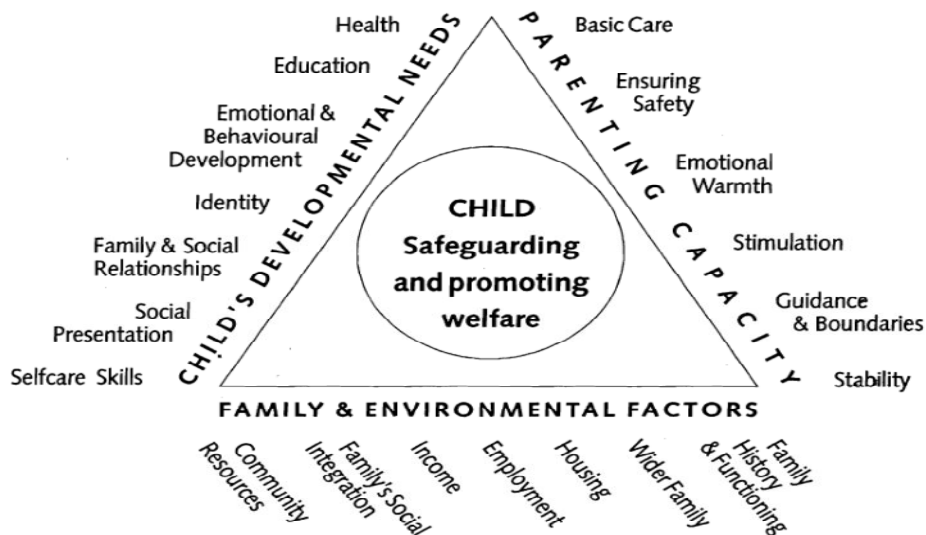 Health
Education
Emotional &
Behavioural
Development
Identity
Family & Social
Relationships
Social
Presentation
Selfcare Skills
CHILD'S DEVELOPMENTAL NEEDS
CHILD
Safeguarding
and promoting
welfare
PARENTING CAPACITY
Basic Care
Ensuring
Safety
Emotional
Warmth
Stimulation
Guidance
& Boundaries
Stability
FAMILY & ENVIRONMENTAL FACTORS
Community
Resources
Family's Social
Integration
Income
Employment
Housing
Wider Family
Family
History
& Functioning